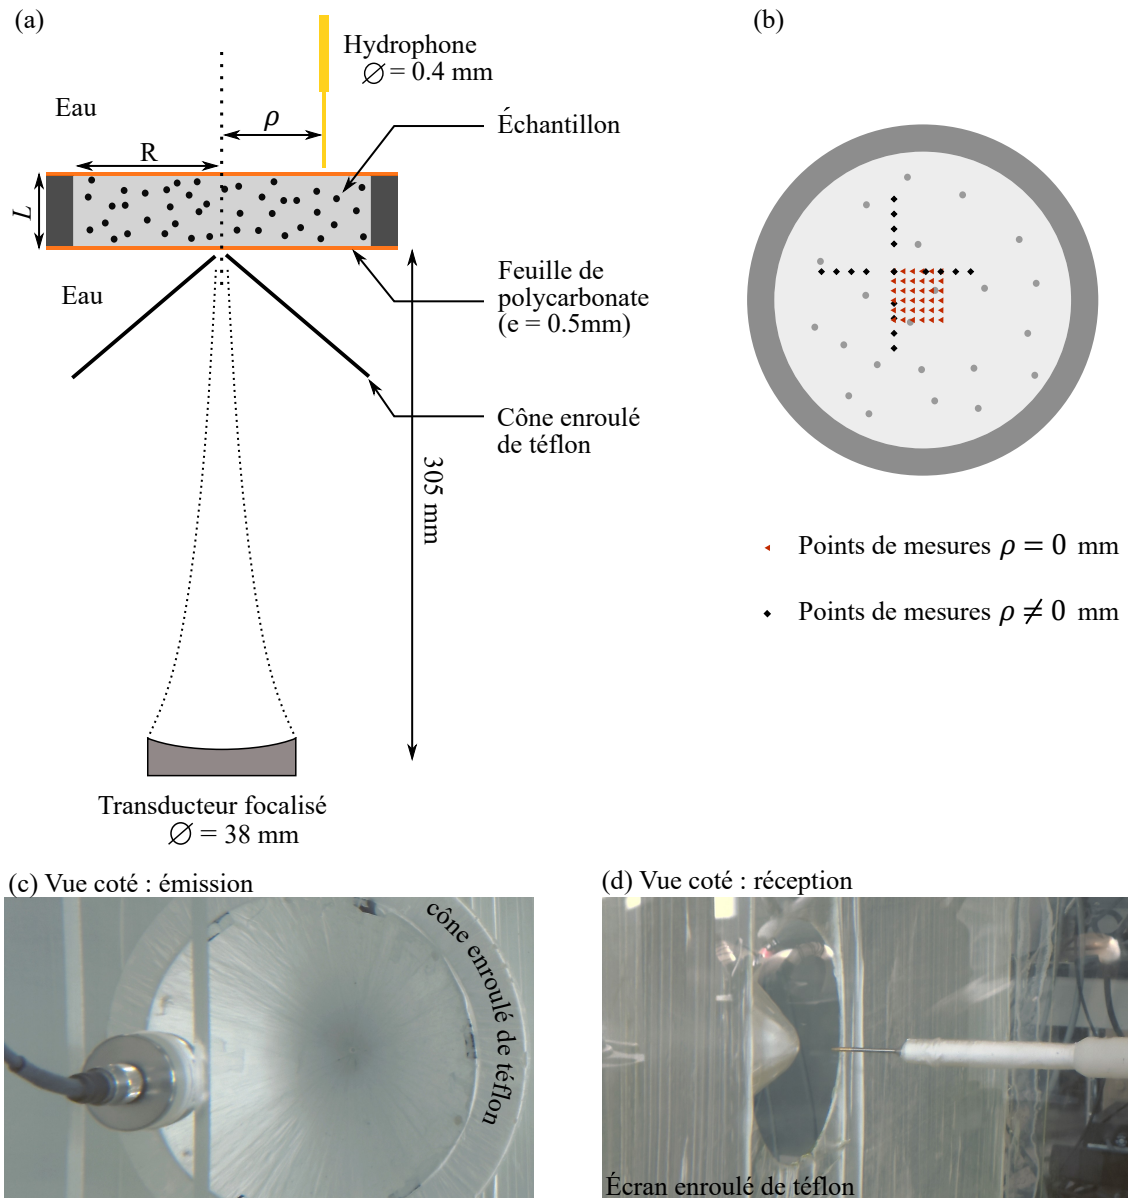 (a)
Hydrophone
∅ = 0.4 mm
Eau
ρ
Échantillon
R
L
Eau
Feuille de
polycarbonate
(e = 0.5mm)
Cône enroulé
de téflon
305 mm
Transducteur focalisé
∅ = 38 mm
(b)
Points de mesures ρ = 0 mm
Points de mesures ρ ≠ 0 mm
(c) Vue coté : émission
cône enroulé de téflon
(d) Vue coté : réception
Écran enroulé de téflon